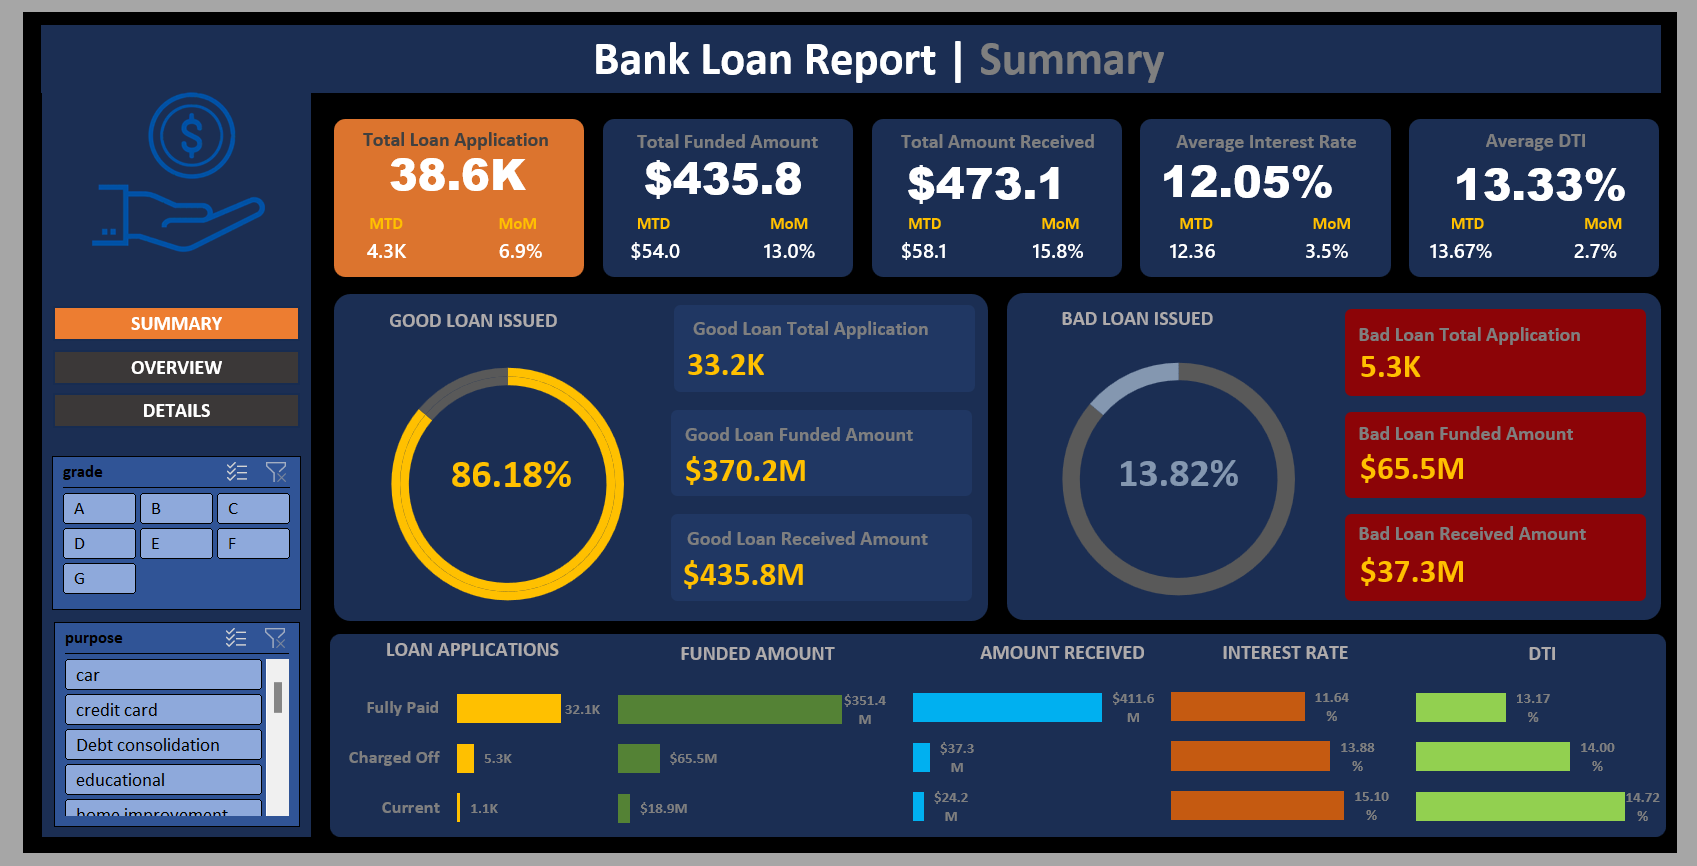 Bank Loan Report | Summary
$
Total Loan Application
38.6K
MTD MoM
4.3K 6.9%
Total Funded Amount
$435.8
MTD MoM
$54.0 13.0%
Total Amount Received
$473.1
MTD MoM
$58.1 15.8%
Average Interest Rate
12.05%
MTD MoM
12.36 3.5%
Average DTI
13.33%
MTD MoM
13.67% 2.7%
SUMMARY
OVERVIEW
DETAILS
grade
A B C
D E F
G
purpose
car
credit card
Debt consolidation
educational
home improvement
GOOD LOAN ISSUED
86.18%
Good Loan Total Application
33.2K
Good Loan Funded Amount
$370.2M
Good Loan Received Amount
$435.8M
BAD LOAN ISSUED
13.82%
Bad Loan Total Application
5.3K
Bad Loan Funded Amount
$65.5M
Bad Loan Received Amount
$37.3M
LOAN APPLICATIONS
Fully Paid 32.1K
Charged Off 5.3K
Current 1.1K
FUNDED AMOUNT
$351.4
M
$65.5M
$18.9M
AMOUNT RECEIVED
$411.6
M
$37.3
M
$24.2
M
INTEREST RATE
11.64
%
13.88
%
15.10
%
DTI
13.17
%
14.00
%
14.72
%